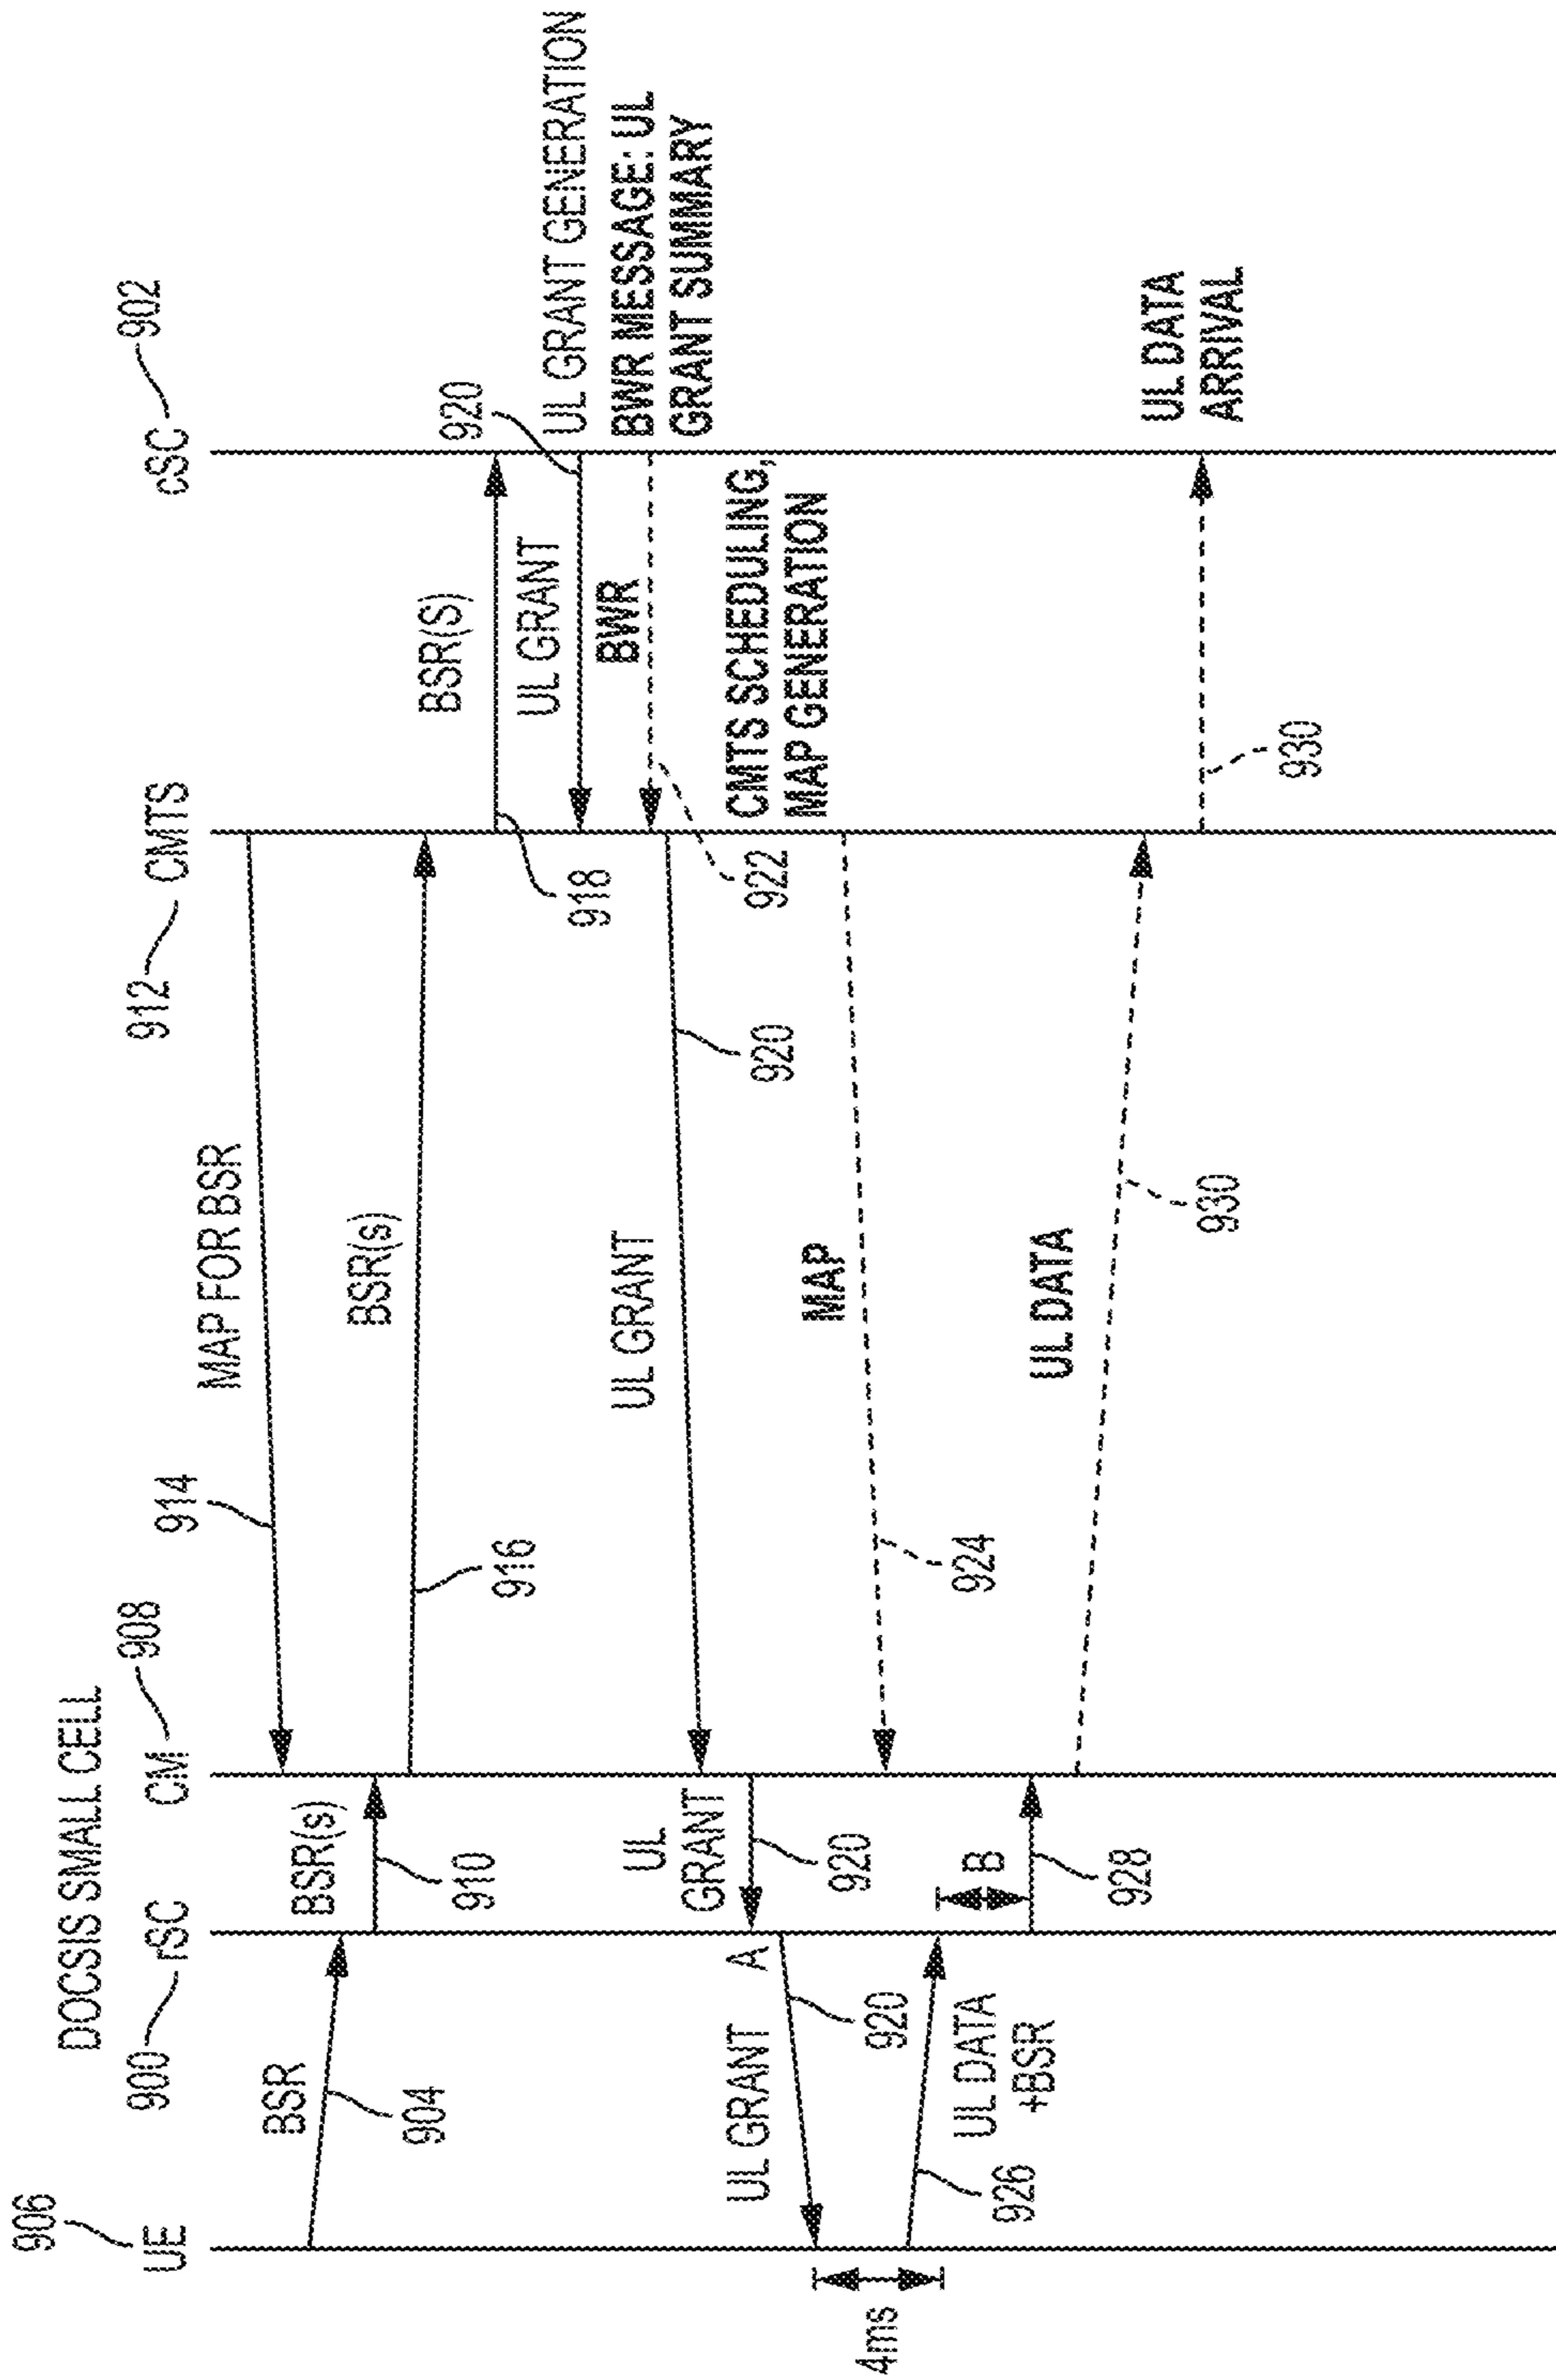 DOCSIS SMALL CELL
906
UE
900
rSC
CM
908
912
CMTS
cSC
902
MAP FOR BSR
914
BSR
904
BSR(s)
910
BSR(s)
916
BSR(S)
918
UL GRANT
920
UL GRANT GENERATION
BWR
BWR MESSAGE: UL
GRANT SUMMARY
922
UL GRANT
920
CMTS SCHEDULING,
MAP GENERATION
UL
GRANT
920
A
UL GRANT
920
MAP
924
4ms
926
UL DATA
+BSR
B
928
UL DATA
930
930
UL DATA
ARRIVAL